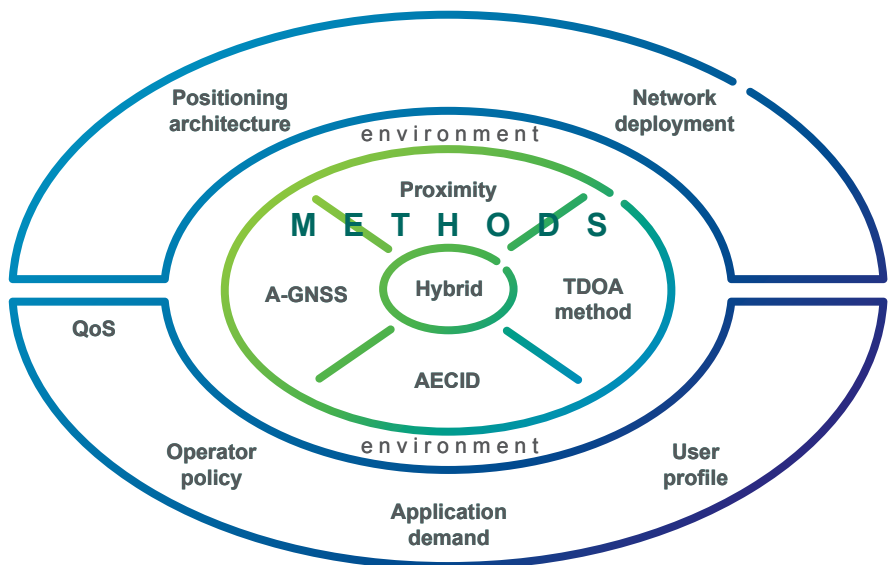 Positioning
architecture
Network
deployment
environment
Proximity
METHODS
A-GNSS
Hybrid
TDOA
method
AECID
QoS
environment
Operator
policy
User
profile
Application
demand